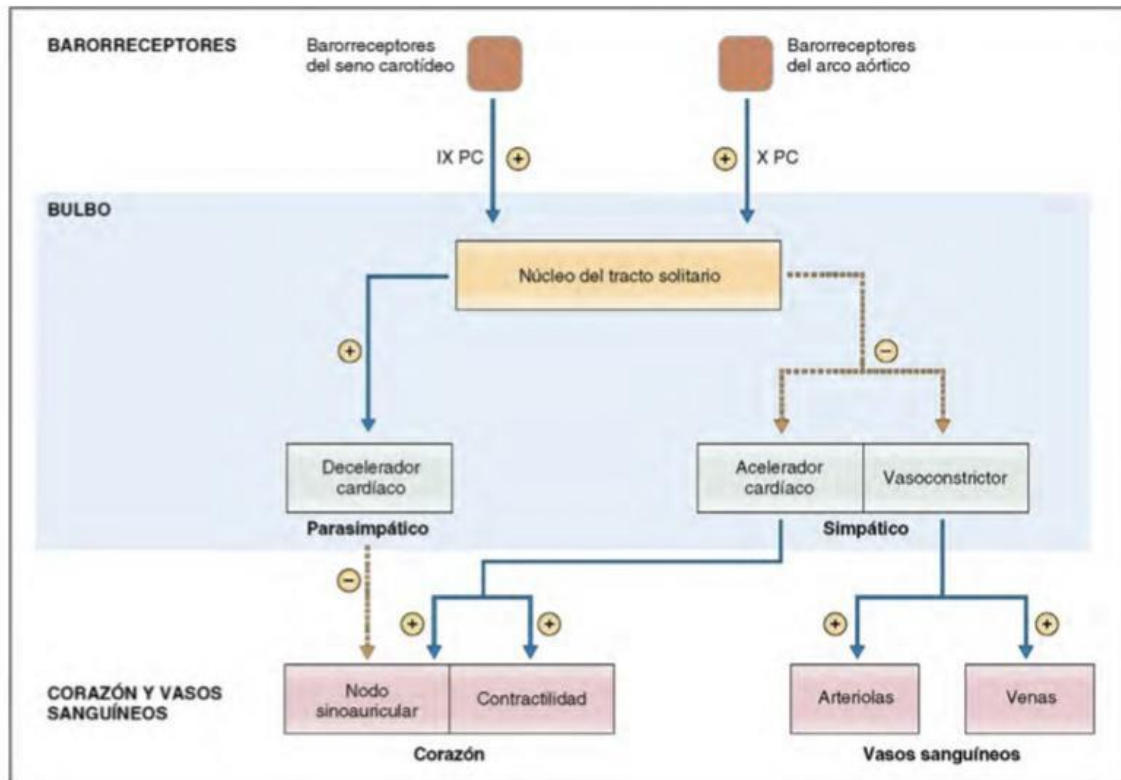 BARORRECEPTORES
Barorreceptores
del seno carotídeo
Barorreceptores
del arco aórtico
IX PC
+
+
X PC
BULBO
Núcleo del tracto solitario
+
−
Decelerador
cardíaco
Acelerador
cardíaco
Vasoconstrictor
Parasimpático
Simpático
−
+
+
+
+
CORAZÓN Y VASOS
SANGUÍNEOS
Nodo
sinoauricular
Contractilidad
Arteriolas
Venas
Corazón
Vasos sanguíneos